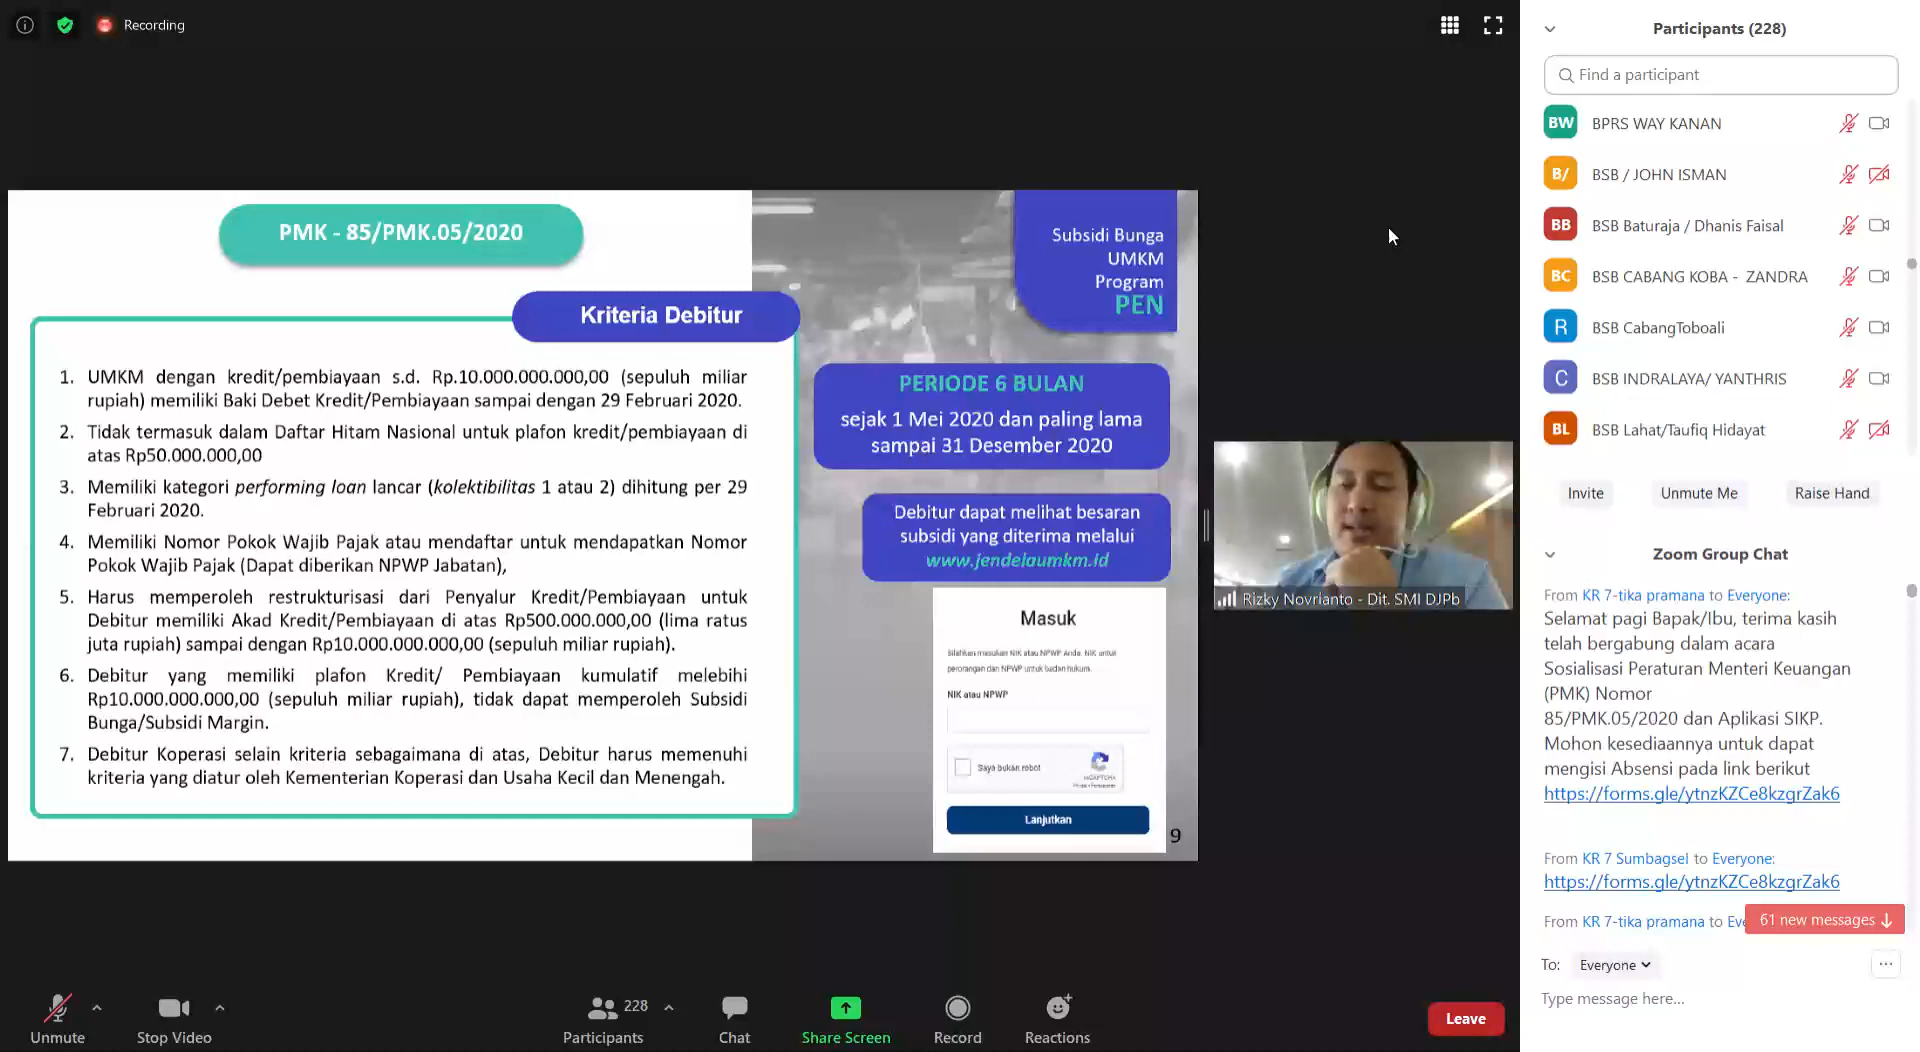 Recording
PMK - 85/PMK.05/2020
Kriteria Debitur
1. UMKM dengan kredit/pembiayaan s.d. Rp.10.000.000.000,00 (sepuluh miliar
rupiah) memiliki Baki Debet Kredit/Pembiayaan sampai dengan 29 Februari 2020.
2. Tidak termasuk dalam Daftar Hitam Nasional untuk plafon kredit/pembiayaan di
atas Rp50.000.000,00
3. Memiliki kategori performing loan lancar (kolektibilitas 1 atau 2) dihitung per 29
Februari 2020.
4. Memiliki Nomor Pokok Wajib Pajak atau mendaftar untuk mendapatkan Nomor
Pokok Wajib Pajak (Dapat diberikan NPWP Jabatan),
5. Harus memperoleh restrukturisasi dari Penyalur Kredit/Pembiayaan untuk
Debitur memiliki Akad Kredit/Pembiayaan di atas Rp500.000.000,00 (lima ratus
juta rupiah) sampai dengan Rp10.000.000.000,00 (sepuluh miliar rupiah).
6. Debitur yang memiliki plafon Kredit/ Pembiayaan kumulatif melebihi
Rp10.000.000.000,00 (sepuluh miliar rupiah), tidak dapat memperoleh Subsidi
Bunga/Subsidi Margin.
7. Debitur Koperasi selain kriteria sebagaimana di atas, Debitur harus memenuhi
kriteria yang diatur oleh Kementerian Koperasi dan Usaha Kecil dan Menengah.
Subsidi Bunga
UMKM
Program
PEN
PERIODE 6 BULAN
sejak 1 Mei 2020 dan paling lama
sampai 31 Desember 2020
Debitur dapat melihat besaran
subsidi yang diterima melalui
www.jendelaumkm.id
Masuk
Silahkan masukan NIK atau NPWP Anda. NIK untuk
perorangan dan NPWP untuk badan hukum.
NIK atau NPWP
Saya bukan robot
reCAPTCHA
Lanjutkan
9
Rizky Novrianto - Dit. SMI DJPb
Participants (228)
Find a participant
BW BPRS WAY KANAN
B/ BSB / JOHN ISMAN
BB BSB Baturaja / Dhanis Faisal
BC BSB CABANG KOBA - ZANDRA
R BSB CabangToboali
C BSB INDRALAYA/ YANTHRIS
BL BSB Lahat/Taufiq Hidayat
Invite Unmute Me Raise Hand
Zoom Group Chat
From KR 7-tika pramana to Everyone:
Selamat pagi Bapak/Ibu, terima kasih
telah bergabung dalam acara
Sosialisasi Peraturan Menteri Keuangan
(PMK) Nomor
85/PMK.05/2020 dan Aplikasi SIKP.
Mohon kesediaannya untuk dapat
mengisi Absensi pada link berikut
https://forms.gle/ytnzKZCe8kzgrZak6
From KR 7 Sumbagsel to Everyone:
https://forms.gle/ytnzKZCe8kzgrZak6
From KR 7-tika pramana to Eve
61 new messages
To: Everyone
Type message here...
Unmute Stop Video Participants 228 Chat Share Screen Record Reactions Leave